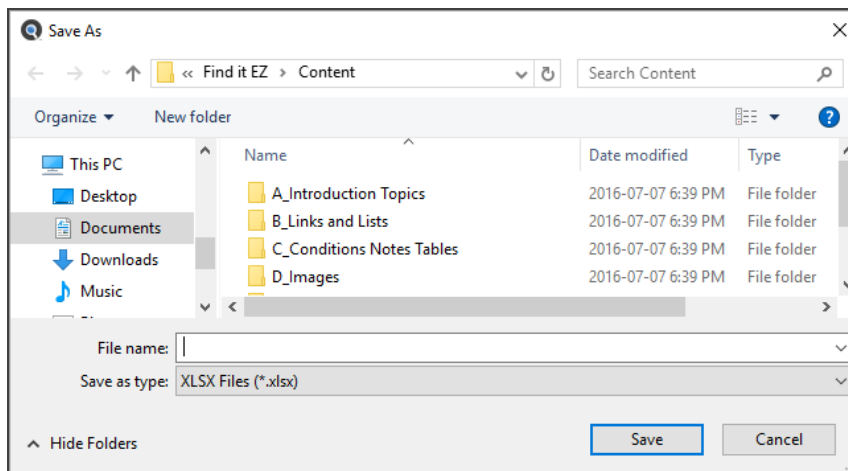 Save As
« Find it EZ > Content
Search Content
Organize
New folder
?
This PC
Desktop
Documents
Downloads
Music
Name
Date modified
Type
A_Introduction Topics 2016-07-07 6:39 PM File folder
B_Links and Lists 2016-07-07 6:39 PM File folder
C_Conditions Notes Tables 2016-07-07 6:39 PM File folder
D_Images 2016-07-07 6:39 PM File folder
File name:
Save as type: XLSX Files (*.xlsx)
Hide Folders
Save
Cancel